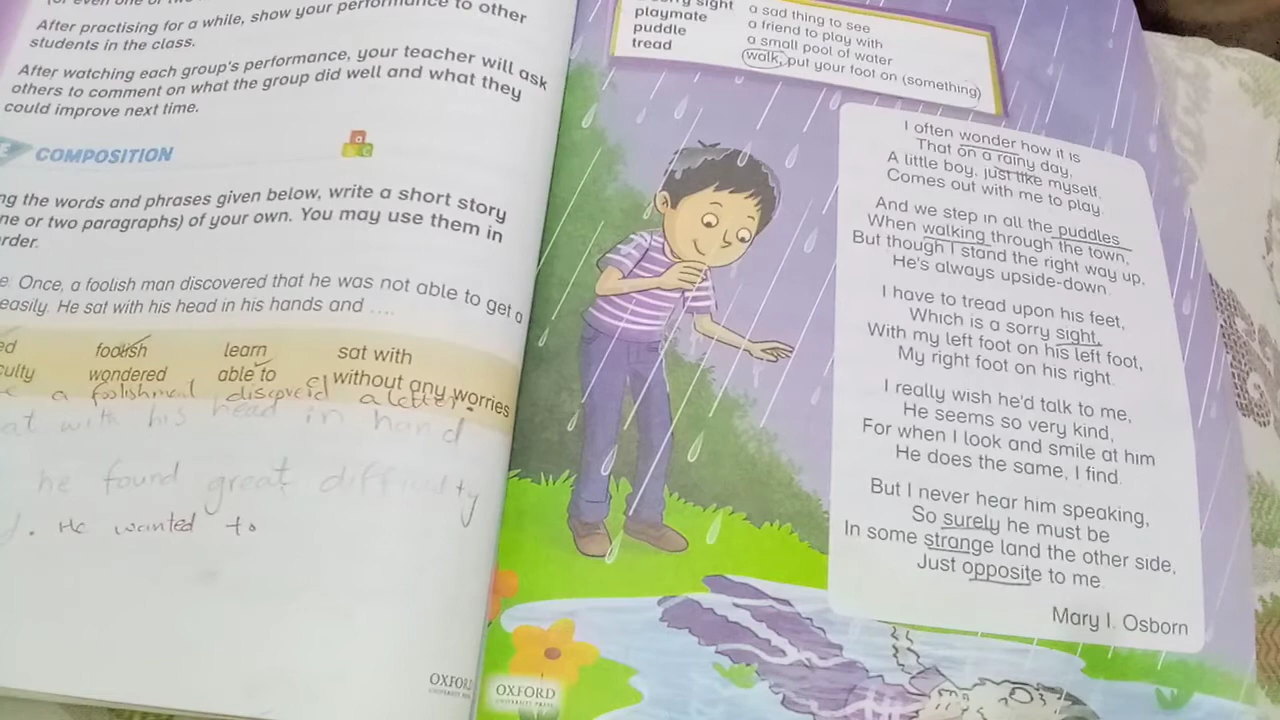 After practising for a while, show your performance to other
students in the class.
After watching each group's performance, your teacher will ask
others to comment on what the group did well and what they
could improve next time.
COMPOSITION
the words and phrases given below, write a short story
or two paragraphs) of your own. You may use them in
Once, a foolish man discovered that he was not able to get a
easily. He sat with his head in his hands and ....
foolish learn sat with
wondered able to without any worries
a discovered a letter
with his head in hand
he found great difficulty
. He wanted to
OXFORD
sight a sad thing to see
playmate a friend to play with
puddle a small pool of water
tread walk, put your foot on (something)
I often wonder how it is
That on a rainy day,
A little boy, just like myself,
Comes out with me to play.
And we step in all the puddles
When walking through the town,
But though I stand the right way up,
He's always upside-down.
I have to tread upon his feet,
Which is a sorry sight,
With my left foot on his left foot,
My right foot on his right.
I really wish he'd talk to me,
He seems so very kind,
For when I look and smile at him
He does the same, I find.
But I never hear him speaking,
So surely he must be
In some strange land the other side,
Just opposite to me.
Mary I. Osborn
OXFORD
UNIVERSITY PRESS